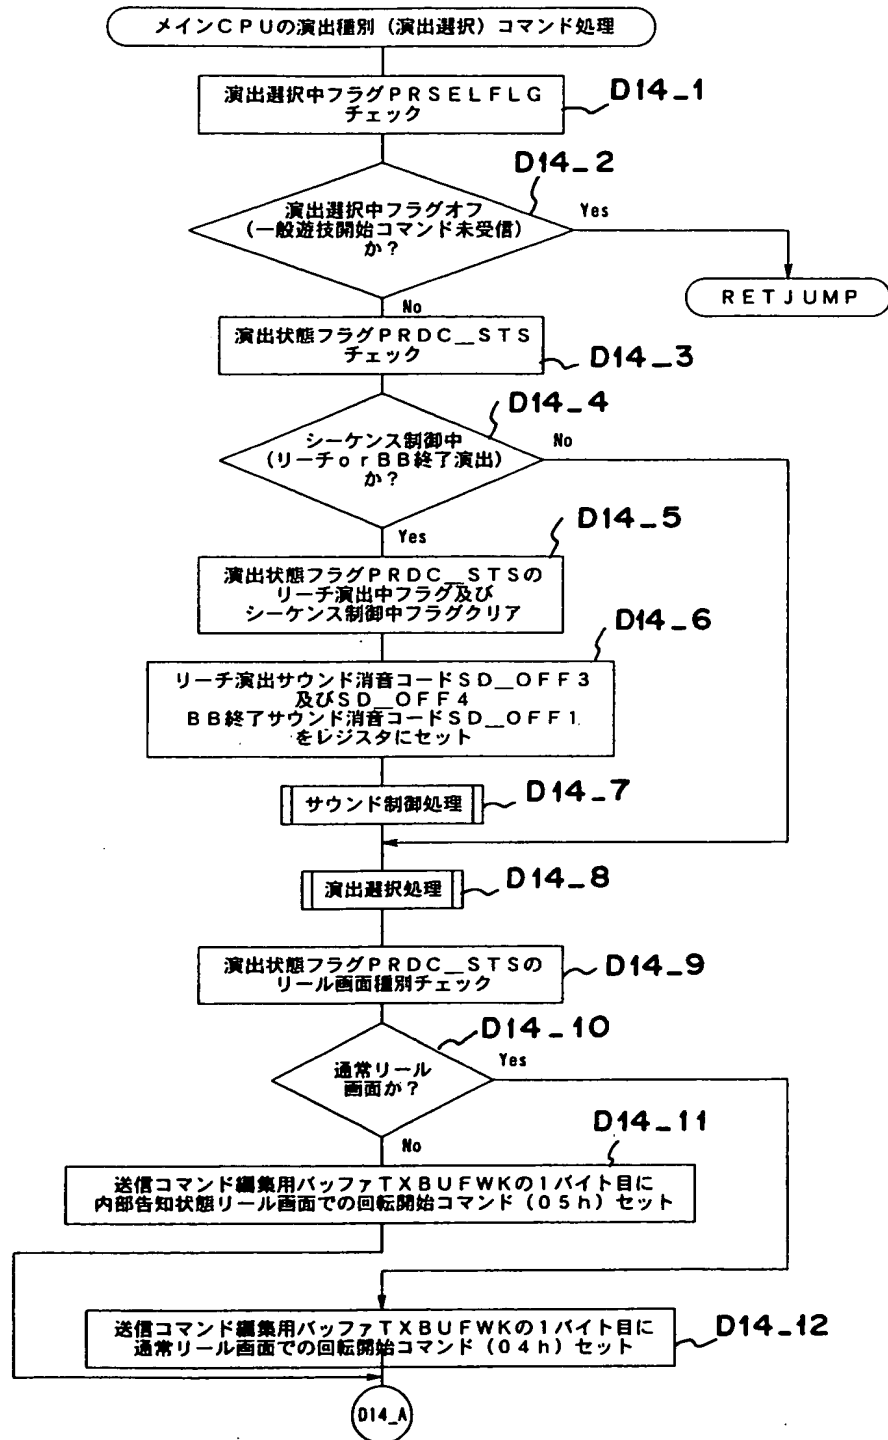 メインCPUの演出種別(演出選択)コマンド処理
演出選択中フラグPRSELFLG
チェック
D14_1
D14_2
演出選択中フラグオフ
(一般遊技開始コマンド未受信)
か?
Yes
RETJUMP
No
演出状態フラグPRDC__STS
チェック
D14_3
D14_4
シーケンス制御中
(リーチorBB終了演出)
か?
No
Yes
D14_5
演出状態フラグPRDC__STSの
リーチ演出中フラグ及び
シーケンス制御中フラグクリア
D14_6
リーチ演出サウンド消音コードSD__OFF3
及びSD__OFF4
BB終了サウンド消音コードSD__OFF1
をレジスタにセット
サウンド制御処理
D14_7
演出選択処理
D14_8
演出状態フラグPRDC__STSの
リール画面種別チェック
D14_9
D14_10
通常リール
画面か?
Yes
No
D14_11
送信コマンド編集用バッファTXBUFWKの1バイト目に
内部告知状態リール画面での回転開始コマンド(05h)セット
送信コマンド編集用バッファTXBUFWKの1バイト目に
通常リール画面での回転開始コマンド(04h)セット
D14_12
D14_A